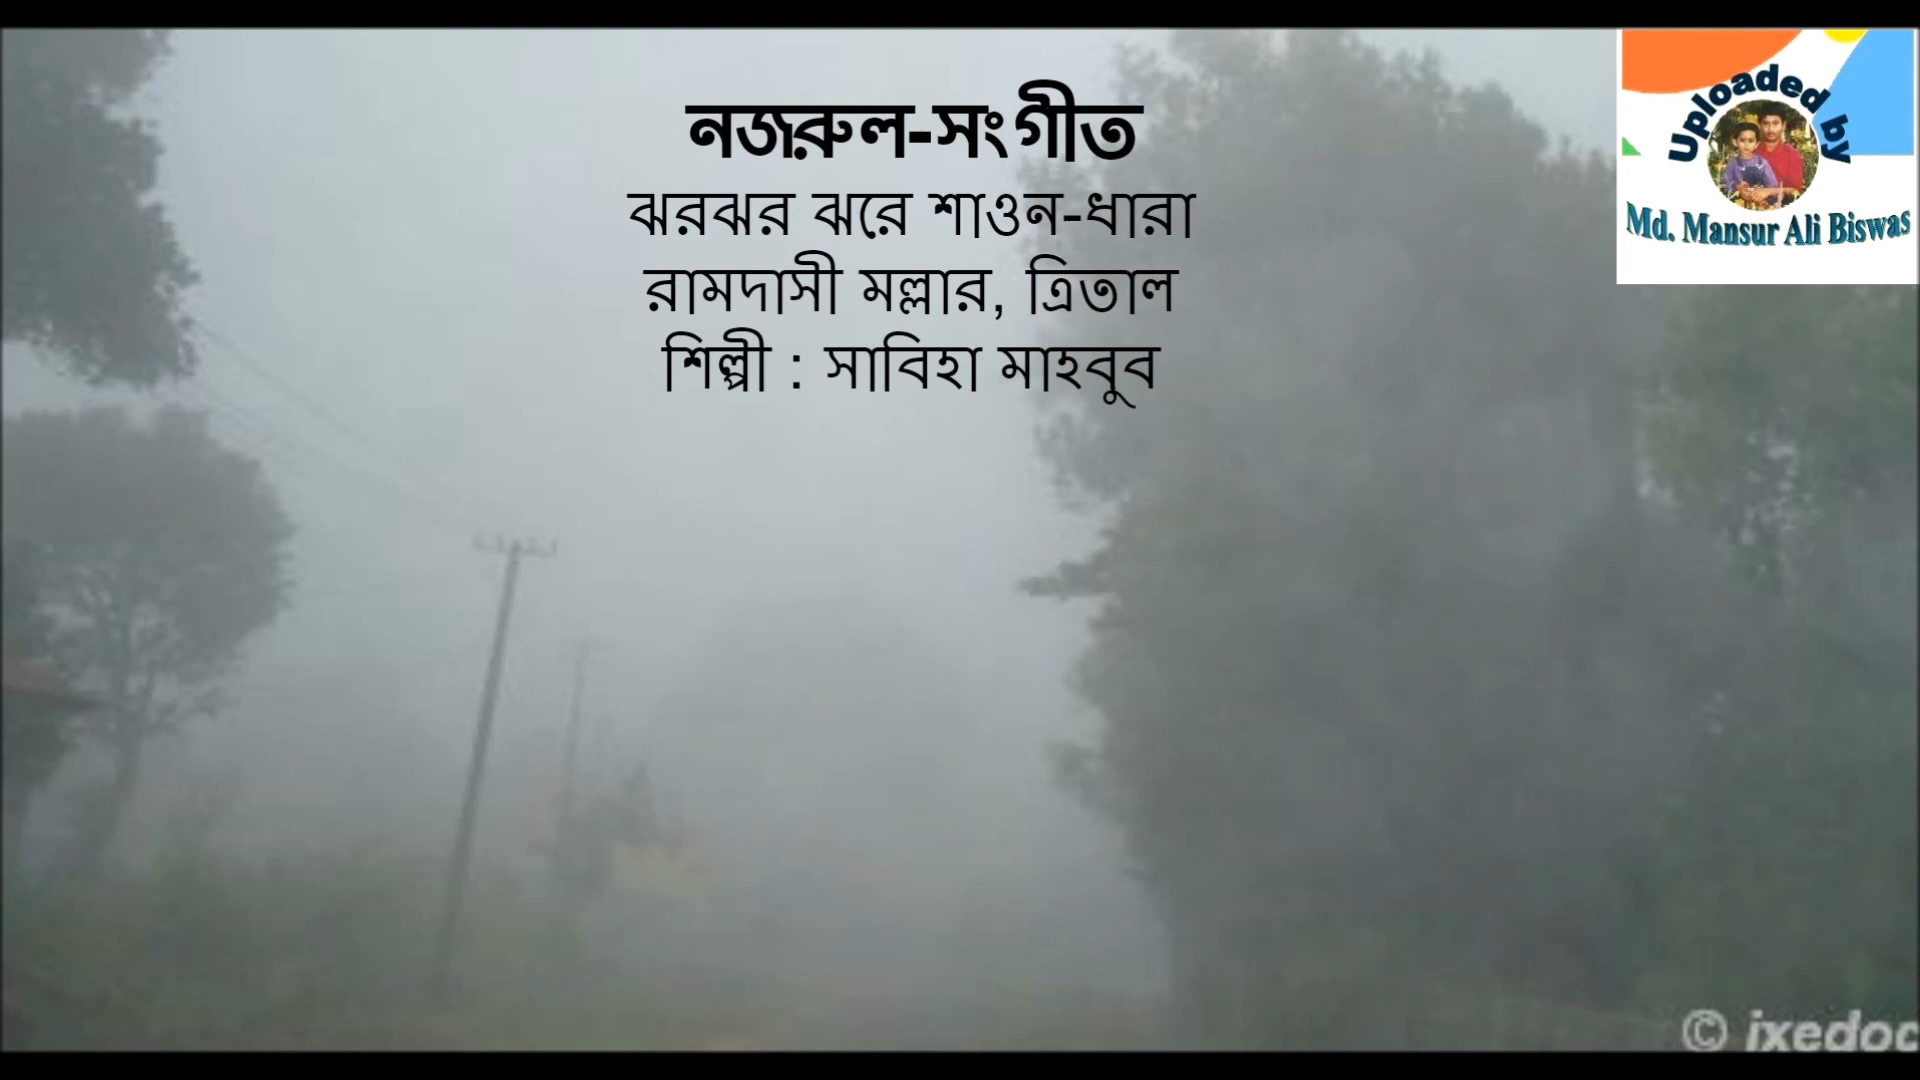 নজরুল-সংগীত
ঝরঝর ঝরে শাওন-ধারা
রামদাসী মল্লার, ত্রিতাল
শিল্পী : সাবিহা মাহবুব
Uploaded by
Md. Mansur Ali Biswas
© ixedoc